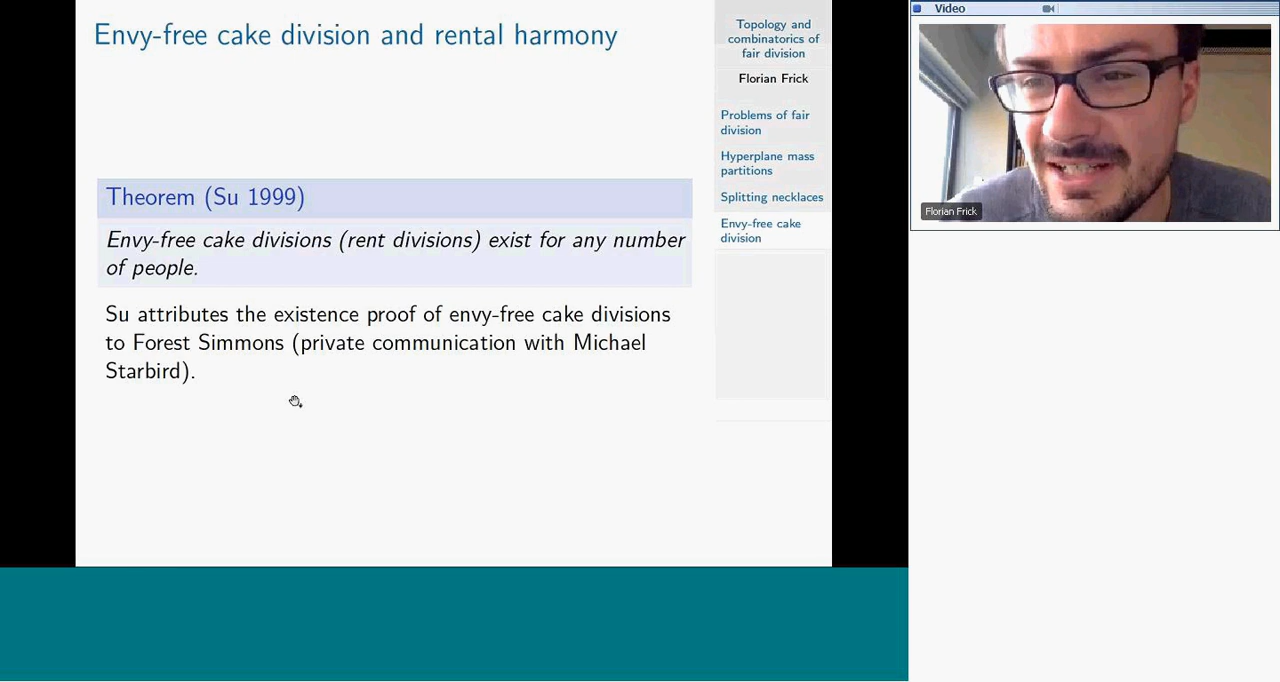 Envy-free cake division and rental harmony
Theorem (Su 1999)
Envy-free cake divisions (rent divisions) exist for any number
of people.
Su attributes the existence proof of envy-free cake divisions
to Forest Simmons (private communication with Michael
Starbird).
Topology and
combinatorics of
fair division
Florian Frick
Problems of fair
division
Hyperplane mass
partitions
Splitting necklaces
Envy-free cake
division
Video
Florian Frick